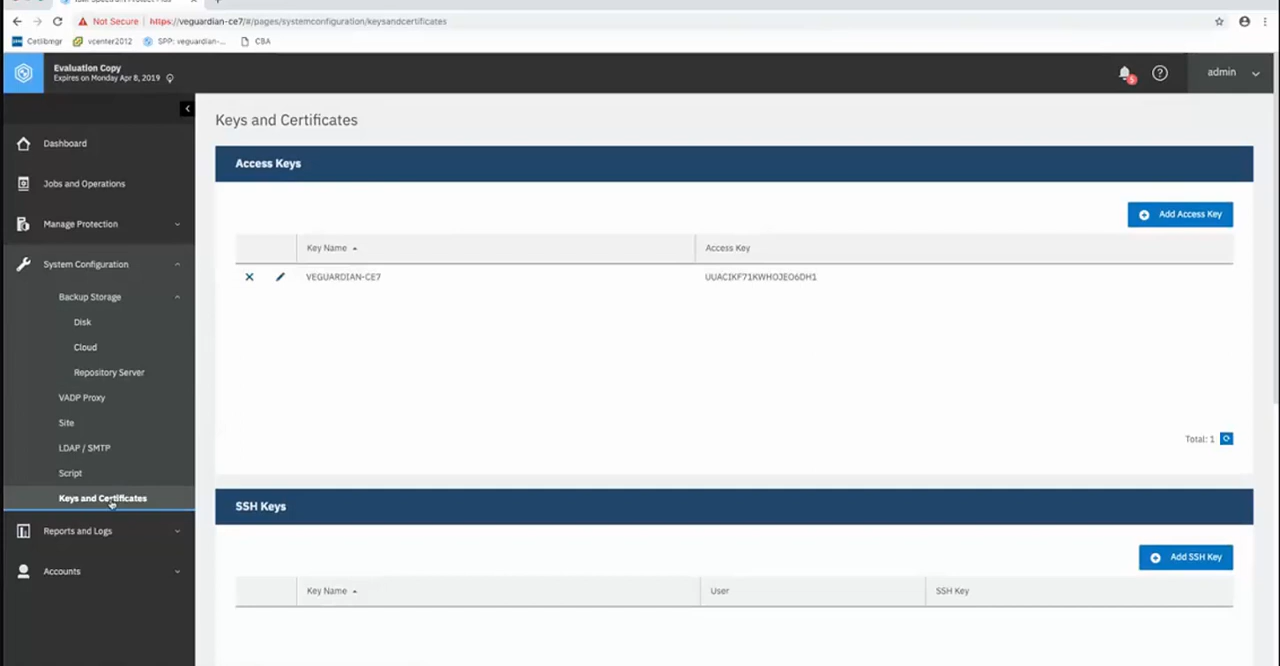 Not Secure https://veguardian-ce7/#/pages/systemconfiguration/keysandcertificates
Cetlibmgr vcenter2012 SPP: veguardian-... CBA
Evaluation Copy
Expires on Monday Apr 8, 2019
5
admin
Keys and Certificates
Dashboard
Jobs and Operations
Manage Protection
System Configuration
Backup Storage
Disk
Cloud
Repository Server
VADP Proxy
Site
LDAP / SMTP
Script
Keys and Certificates
Reports and Logs
Accounts
Access Keys
Add Access Key
Key Name Access Key
VEGUARDIAN-CE7 UUACIKF71KWHOJEO6DH1
Total: 1
SSH Keys
Add SSH Key
Key Name User SSH Key